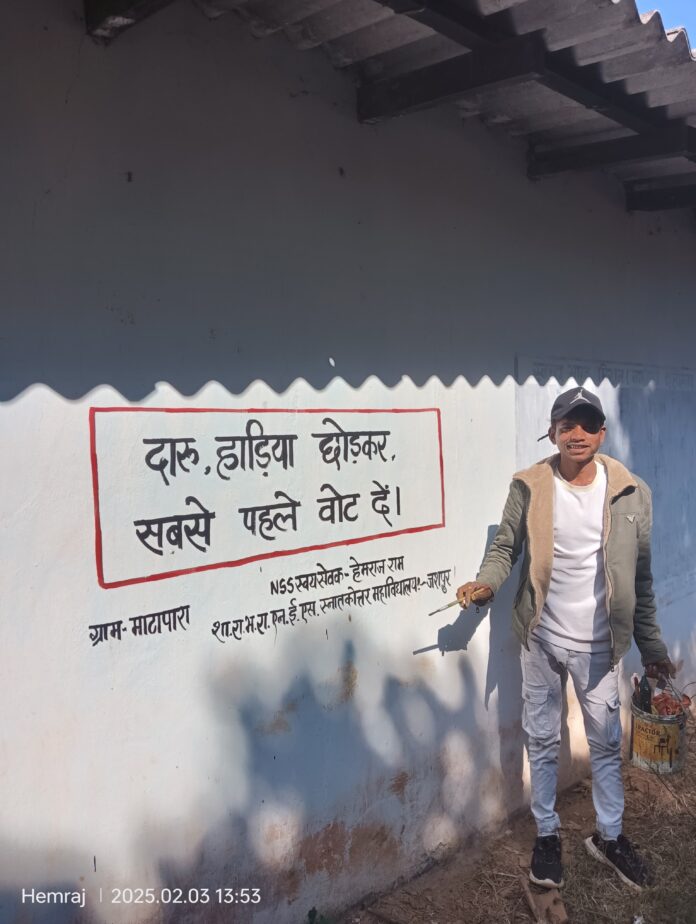 दारू, हाड़िया छोड़कर,
सबसे पहले वोट दें।
NSS स्वयसेवक- हेमराज राम
शा.रा.भ.रा.एन.ई.एस. स्नातकोत्तर महाविद्यालयः-जशपुर
ग्राम- माटापारा
Hemraj | 2025.02.03 13:53